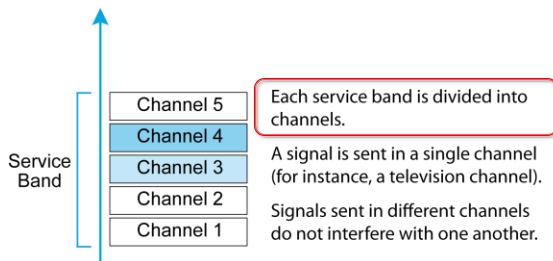 Channel 5
Channel 4
Channel 3
Channel 2
Channel 1
Service
Band
Each service band is divided into
channels.
A signal is sent in a single channel
(for instance, a television channel).
Signals sent in different channels
do not interfere with one another.